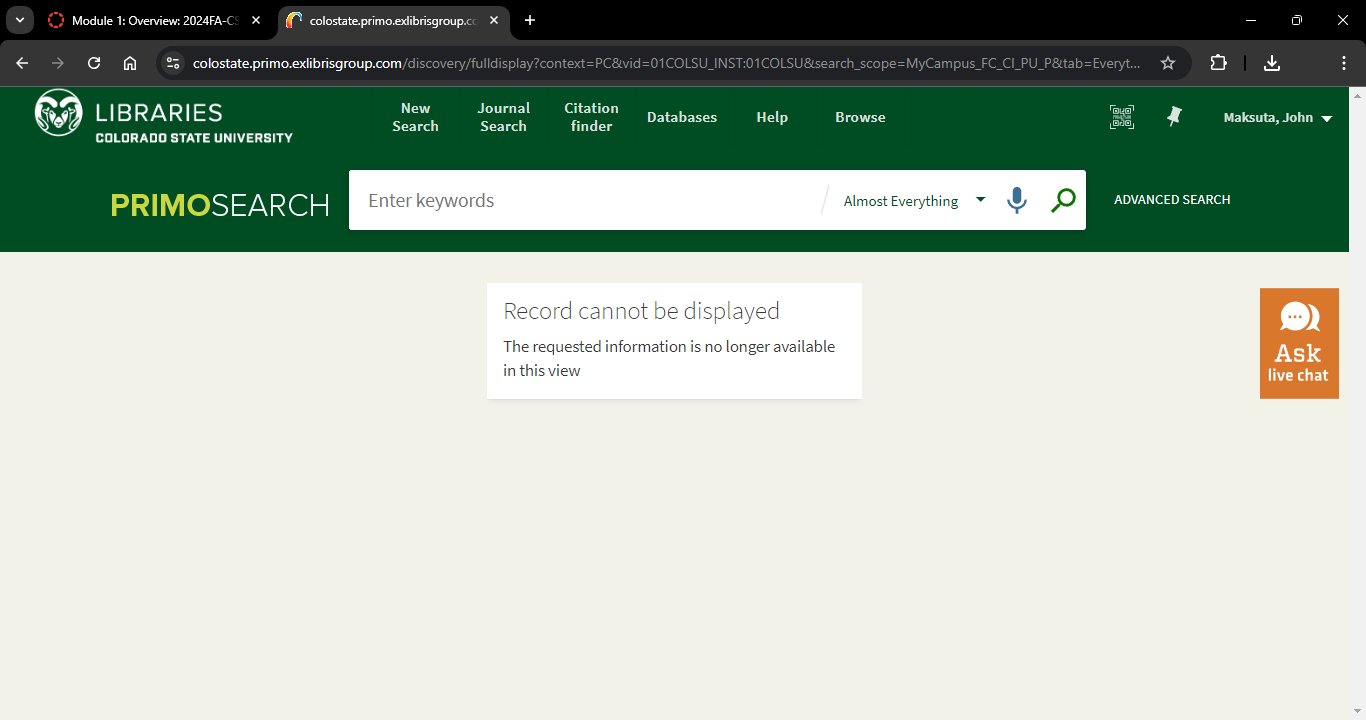 Module 1: Overview: 2024FA-CS
colostate.primo.exlibrisgroup.cc
colostate.primo.exlibrisgroup.com/discovery/fulldisplay?context=PC&vid=01COLSU_INST:01COLSU&search_scope=MyCampus_FC_CI_PU_P&tab=Everyt...
LIBRARIES
COLORADO STATE UNIVERSITY
New
Search
Journal
Search
Citation
finder
Databases
Help
Browse
Maksuta, John
PRIMOSEARCH
Enter keywords
Almost Everything
ADVANCED SEARCH
Record cannot be displayed
The requested information is no longer available
in this view
Ask
live chat